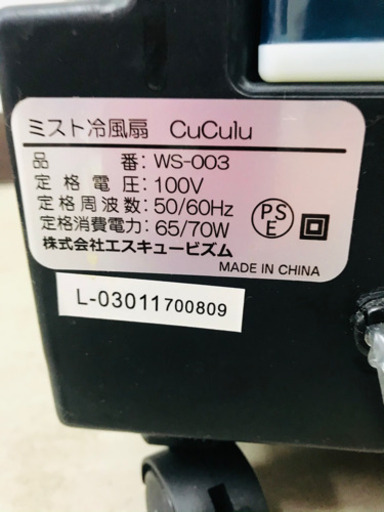 ミスト冷風扇 CuCulu
品番: WS-003
定格電圧: 100V
定格周波数: 50/60Hz
定格消費電力: 65/70W
株式会社エスキュービズム
PSE
MADE IN CHINA
L-03011700809